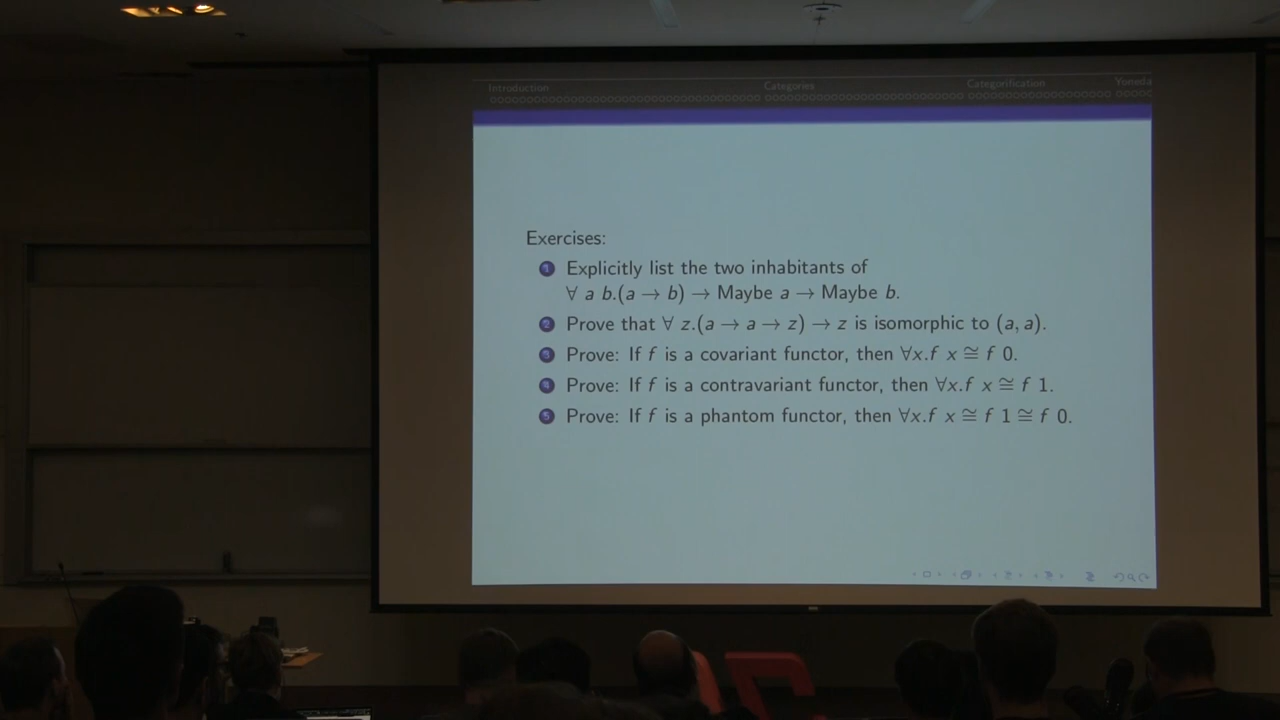 Introduction Categories Categorification Yoneda
Exercises:
1 Explicitly list the two inhabitants of
∀ a b.(a → b) → Maybe a → Maybe b.
2 Prove that ∀ z.(a → a → z) → z is isomorphic to (a, a).
3 Prove: If f is a covariant functor, then ∀x.f x ≅ f 0.
4 Prove: If f is a contravariant functor, then ∀x.f x ≅ f 1.
5 Prove: If f is a phantom functor, then ∀x.f x ≅ f 1 ≅ f 0.